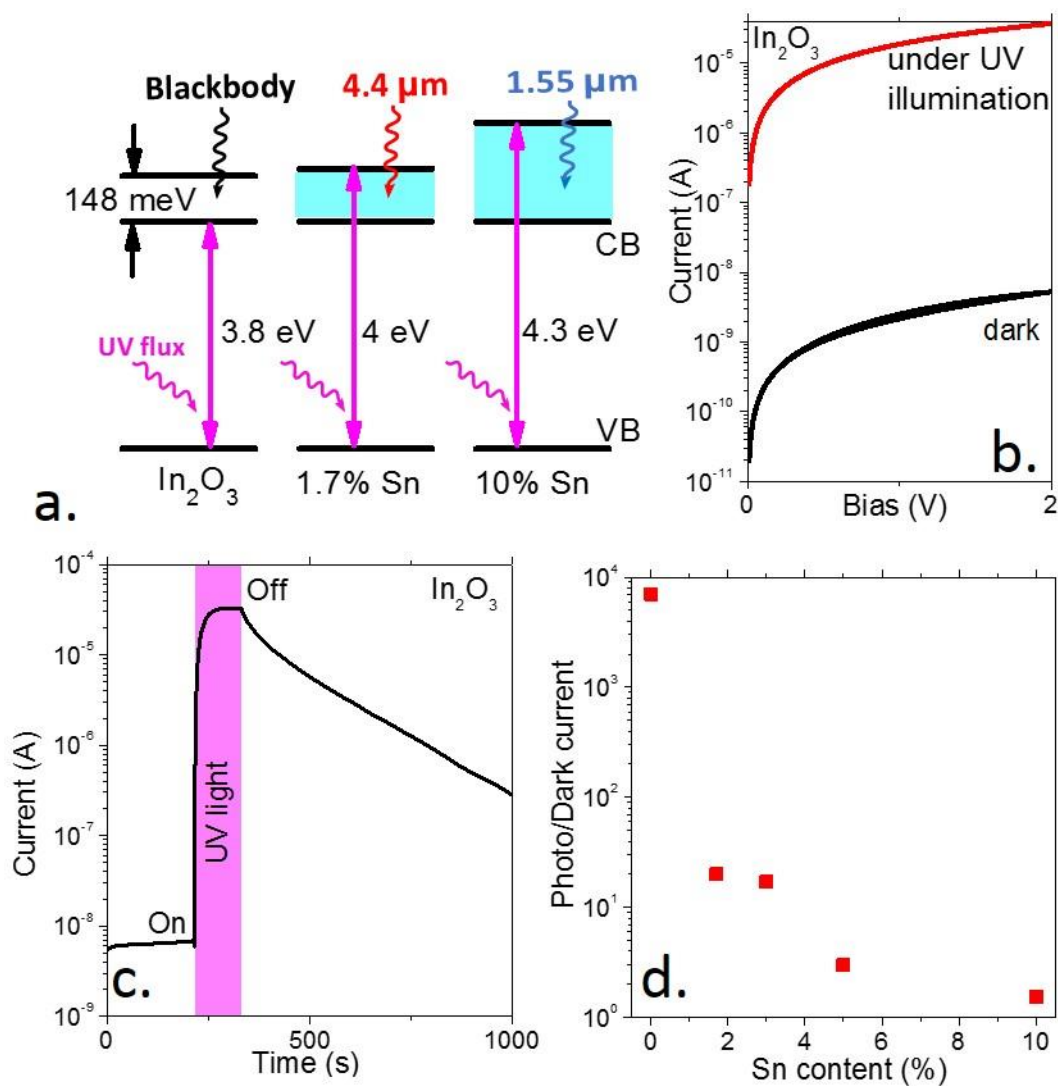 Blackbody
4.4 µm
1.55 µm
148 meV
CB
3.8 eV
4 eV
4.3 eV
UV flux
VB
In₂O₃
1.7% Sn
10% Sn
a.
In₂O₃
under UV
illumination
dark
10⁻⁵
10⁻⁶
10⁻⁷
10⁻⁸
10⁻⁹
10⁻¹⁰
10⁻¹¹
Current (A)
0
2
Bias (V)
b.
10⁻⁴
10⁻⁵
10⁻⁶
10⁻⁷
10⁻⁸
10⁻⁹
Current (A)
On
UV light
Off
In₂O₃
0
500
1000
Time (s)
c.
10⁴
10³
10²
10¹
10⁰
Photo/Dark current
0
2
4
6
8
10
Sn content (%)
d.